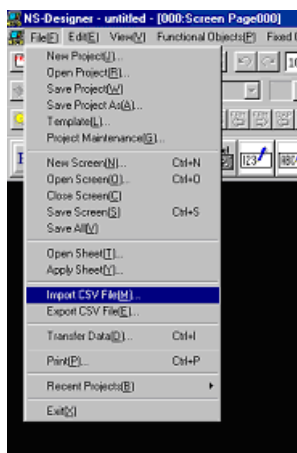 NS-Designer - untitled - [000:Screen Page000]
File(F) Edit(E) View(V) Functional Objects(P) Fixed
New Project(J)...
Open Project(R)...
Save Project(W)
Save Project As(A)...
Template(L)...
Project Maintenance(G)...
New Screen(N)... Ctrl+N
Open Screen(O)... Ctrl+O
Close Screen(C)
Save Screen(S) Ctrl+S
Save All(V)
Open Sheet(T)...
Apply Sheet(Y)...
Import CSV File(M)...
Export CSV File(E)...
Transfer Data(D)... Ctrl+I
Print(P)... Ctrl+P
Recent Projects(B)
Exit(X)
123
ABC